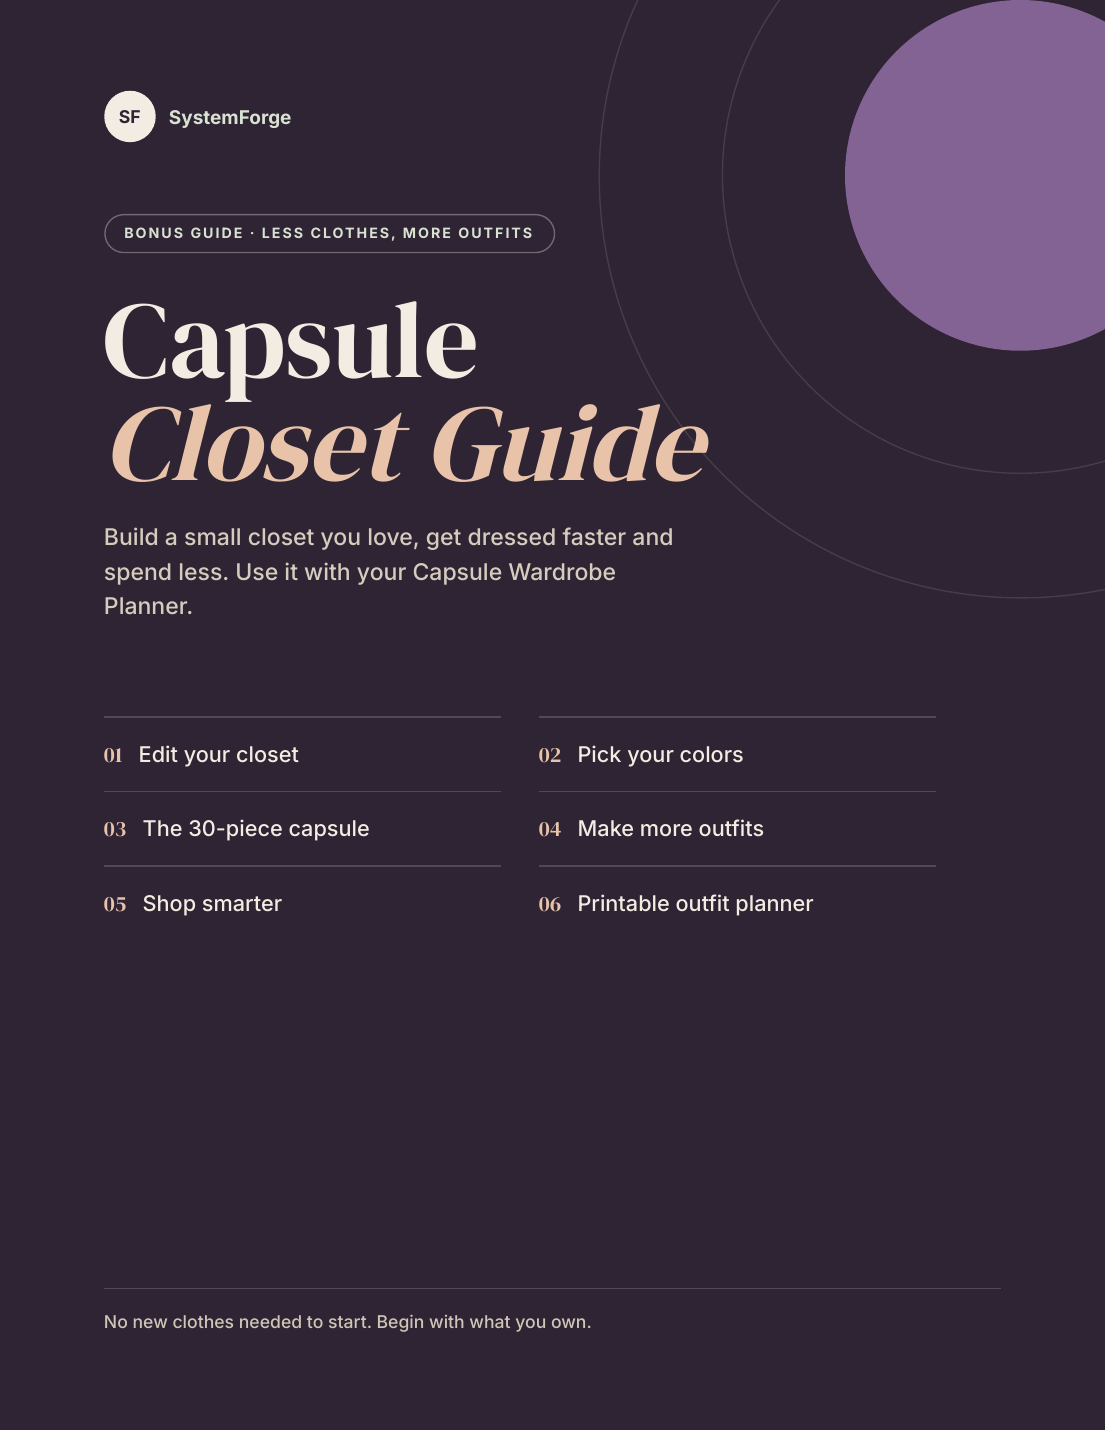 SF SystemForge
BONUS GUIDE · LESS CLOTHES, MORE OUTFITS
Capsule
Closet Guide
Build a small closet you love, get dressed faster and
spend less. Use it with your Capsule Wardrobe
Planner.
01 Edit your closet
02 Pick your colors
03 The 30-piece capsule
04 Make more outfits
05 Shop smarter
06 Printable outfit planner
No new clothes needed to start. Begin with what you own.